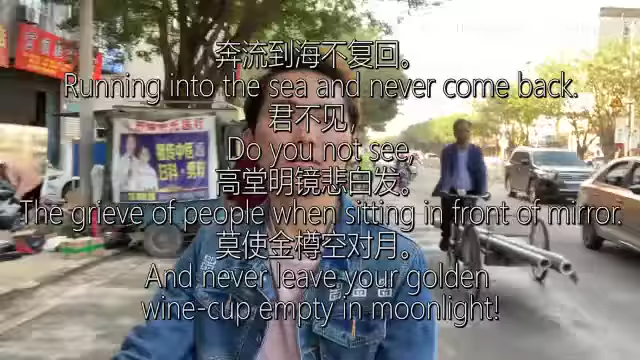 奔流到海不复回。
Running into the sea and never come back.
君不见，
Do you not see,
高堂明镜悲白发。
The grieve of people when sitting in front of mirror.
莫使金樽空对月。
And never leave your golden
wine-cup empty in moonlight!